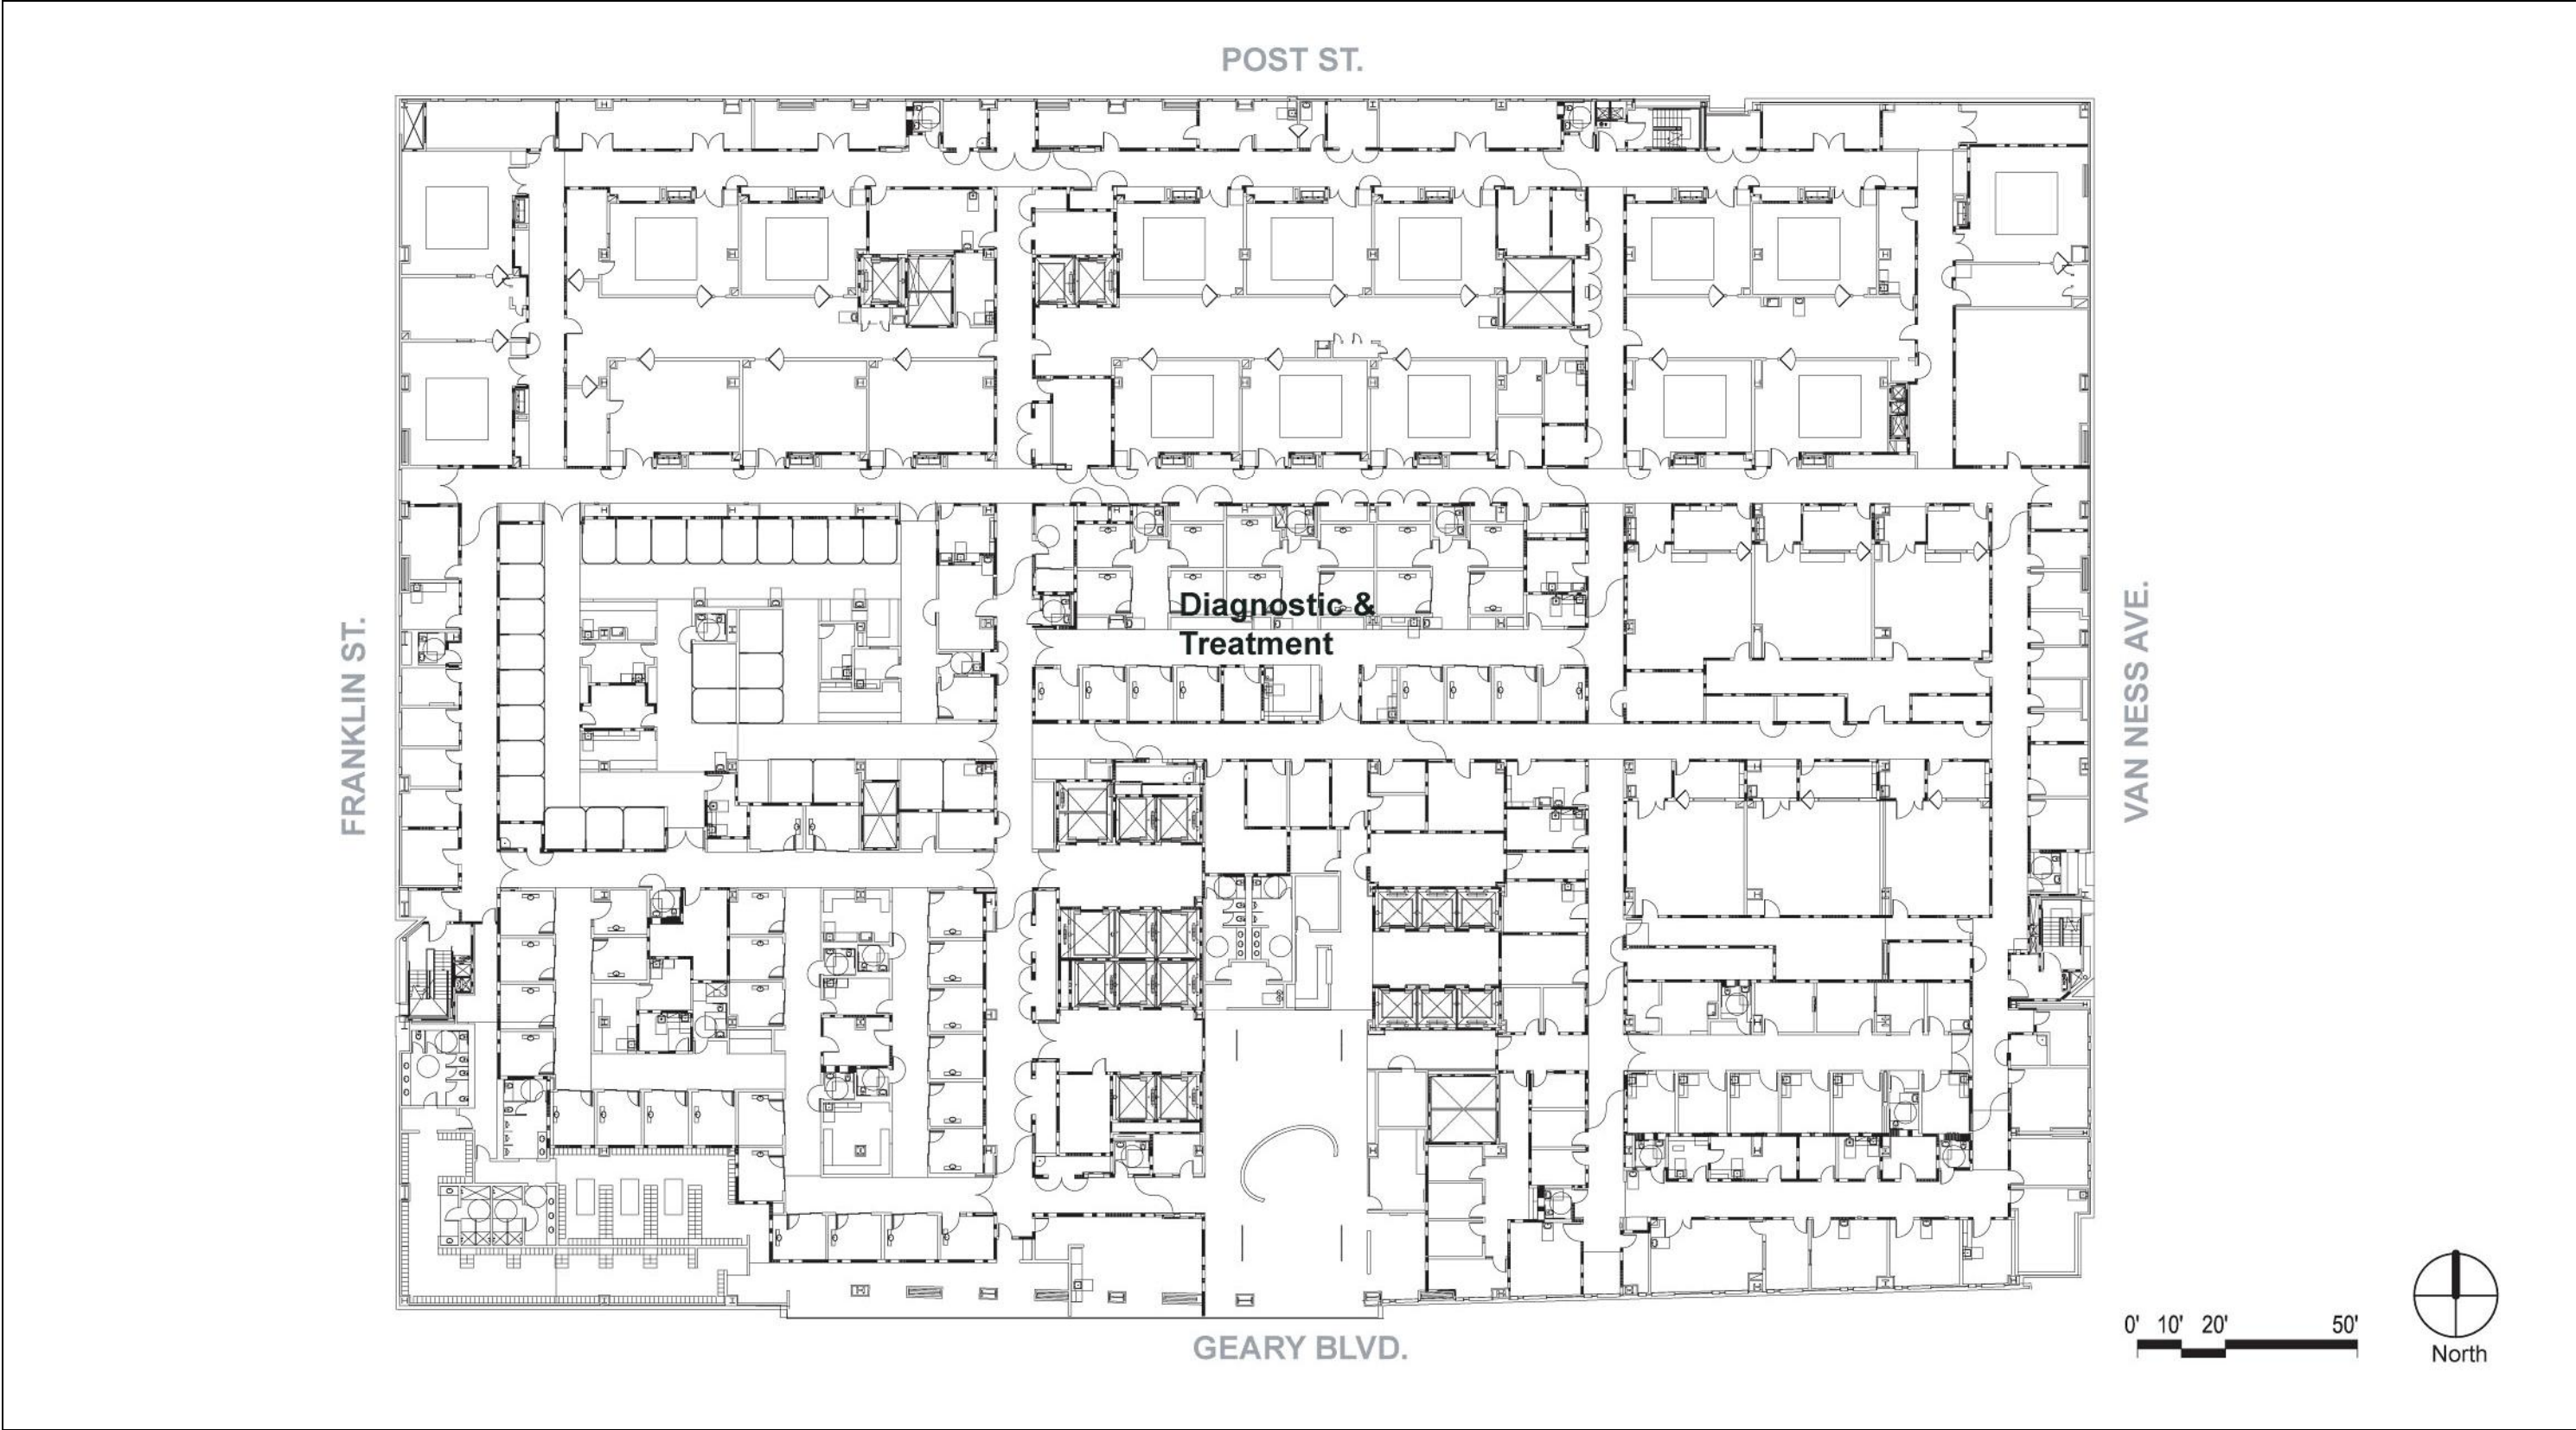 POST ST.
FRANKLIN ST.
Diagnostic &
Treatment
VAN NESS AVE.
GEARY BLVD.
0' 10' 20' 50'
North